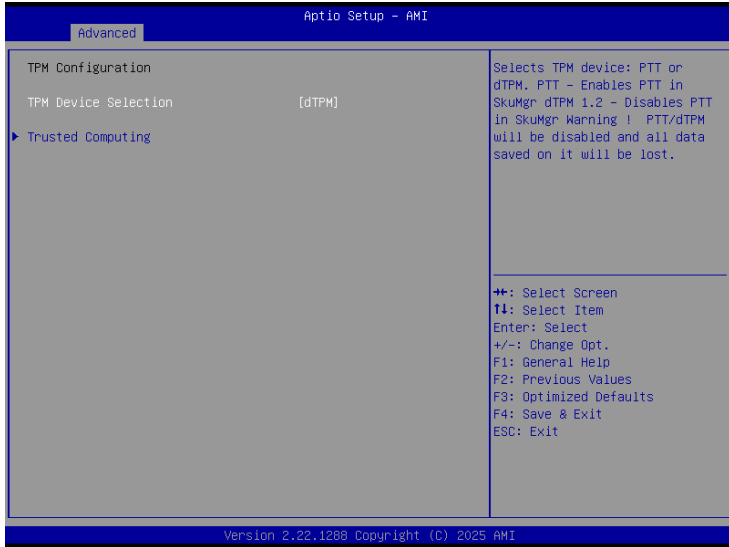 Aptio Setup - AMI
Advanced
TPM Configuration
TPM Device Selection [dTPM]
Trusted Computing
Selects TPM device: PTT or
dTPM. PTT - Enables PTT in
SkuMgr dTPM 1.2 - Disables PTT
in SkuMgr Warning ! PTT/dTPM
will be disabled and all data
saved on it will be lost.
→←: Select Screen
↑↓: Select Item
Enter: Select
+/-: Change Opt.
F1: General Help
F2: Previous Values
F3: Optimized Defaults
F4: Save & Exit
ESC: Exit
Version 2.22.1288 Copyright (C) 2025 AMI